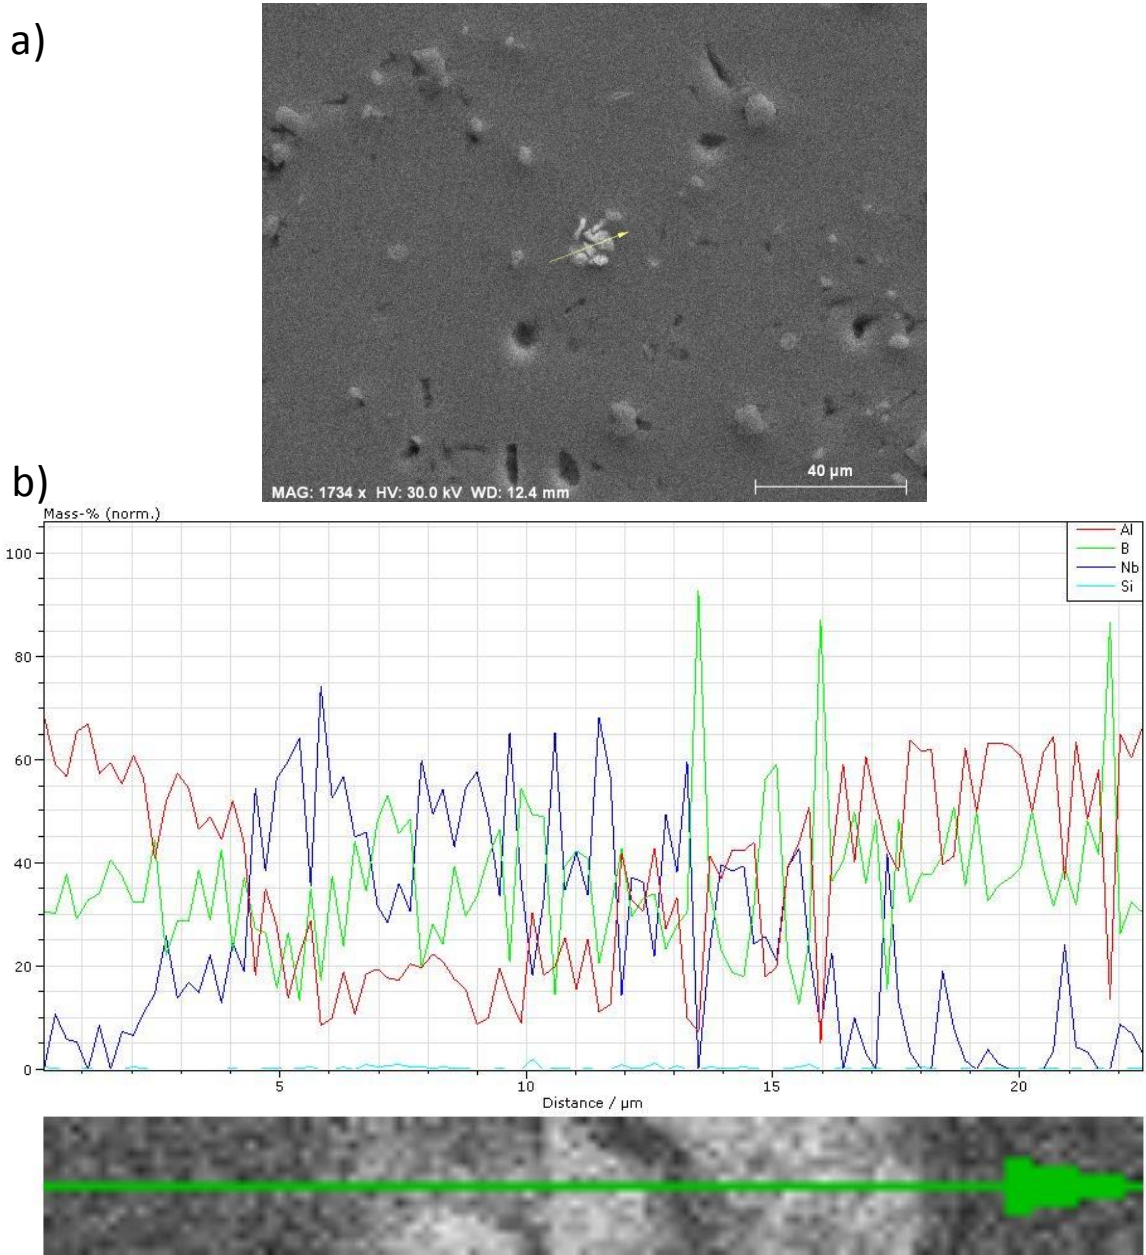 a)
MAG: 1734 x HV: 30.0 kV WD: 12.4 mm
40 µm
b)
Mass-% (norm.)
Al
B
Nb
Si
100
80
60
40
20
0
5
10
15
20
Distance / µm